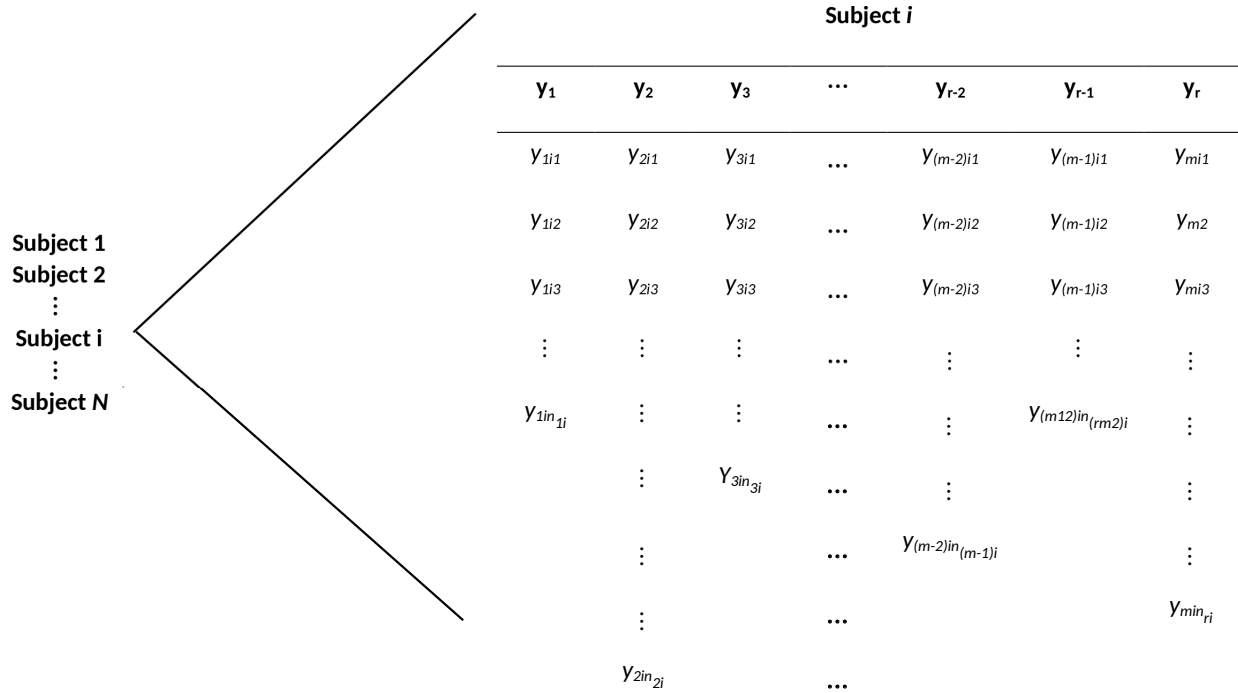 Subject i
y1 y2 y3 ... yr-2 yr-1 yr
y1i1 y2i1 y3i1 ... y(m-2)i1 y(m-1)i1 ymi1
y1i2 y2i2 y3i2 ... y(m-2)i2 y(m-1)i2 ym2
y1i3 y2i3 y3i3 ... y(m-2)i3 y(m-1)i3 ymi3
⋮ ⋮ ⋮ ... ⋮ ⋮ ⋮
y1in1i ⋮ ⋮ ... ⋮ y(m12)in(rm2)i ⋮
⋮ Y3in3i ... ⋮ ⋮
⋮ ... y(m-2)in(m-1)i ⋮
⋮ ... yminri
y2in2i ...
Subject 1
Subject 2
⋮
Subject i
⋮
Subject N